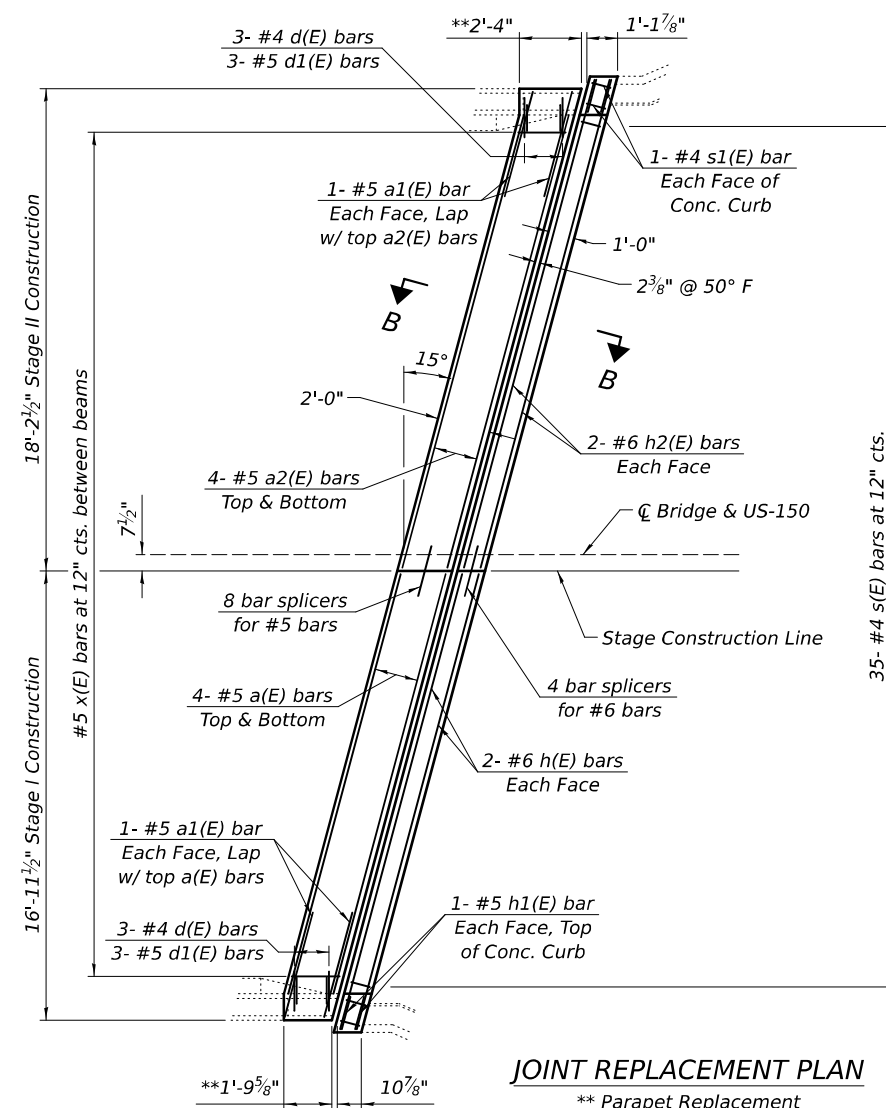 **2'-4"
1'-1⅞"
3- #4 d(E) bars
3- #5 d1(E) bars
1- #4 s1(E) bar
Each Face of
Conc. Curb
1- #5 a1(E) bar
Each Face, Lap
w/ top a2(E) bars
1'-0"
2⅜" @ 50° F
B
B
15°
2'-0"
18'-2½" Stage II Construction
#5 x(E) bars at 12" cts. between beams
35- #4 s(E) bars at 12" cts.
2- #6 h2(E) bars
Each Face
4- #5 a2(E) bars
Top & Bottom
7½"
℄ Bridge & US-150
8 bar splicers
for #5 bars
Stage Construction Line
16'-11½" Stage I Construction
4- #5 a(E) bars
Top & Bottom
4 bar splicers
for #6 bars
2- #6 h(E) bars
Each Face
1- #5 a1(E) bar
Each Face, Lap
w/ top a(E) bars
1- #5 h1(E) bar
Each Face, Top
of Conc. Curb
3- #4 d(E) bars
3- #5 d1(E) bars
**1'-9⅝"
10⅞"
JOINT REPLACEMENT PLAN
** Parapet Replacement